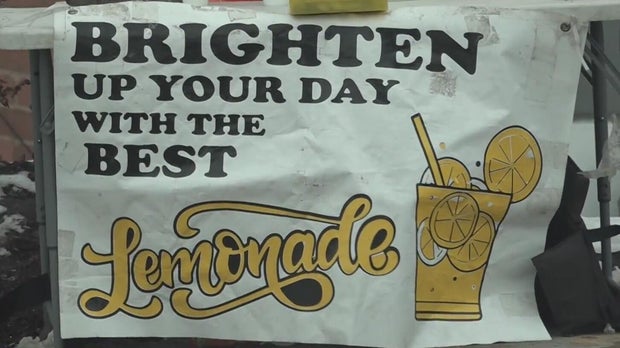 BRIGHTEN
UP YOUR DAY
WITH THE
BEST
Lemonade